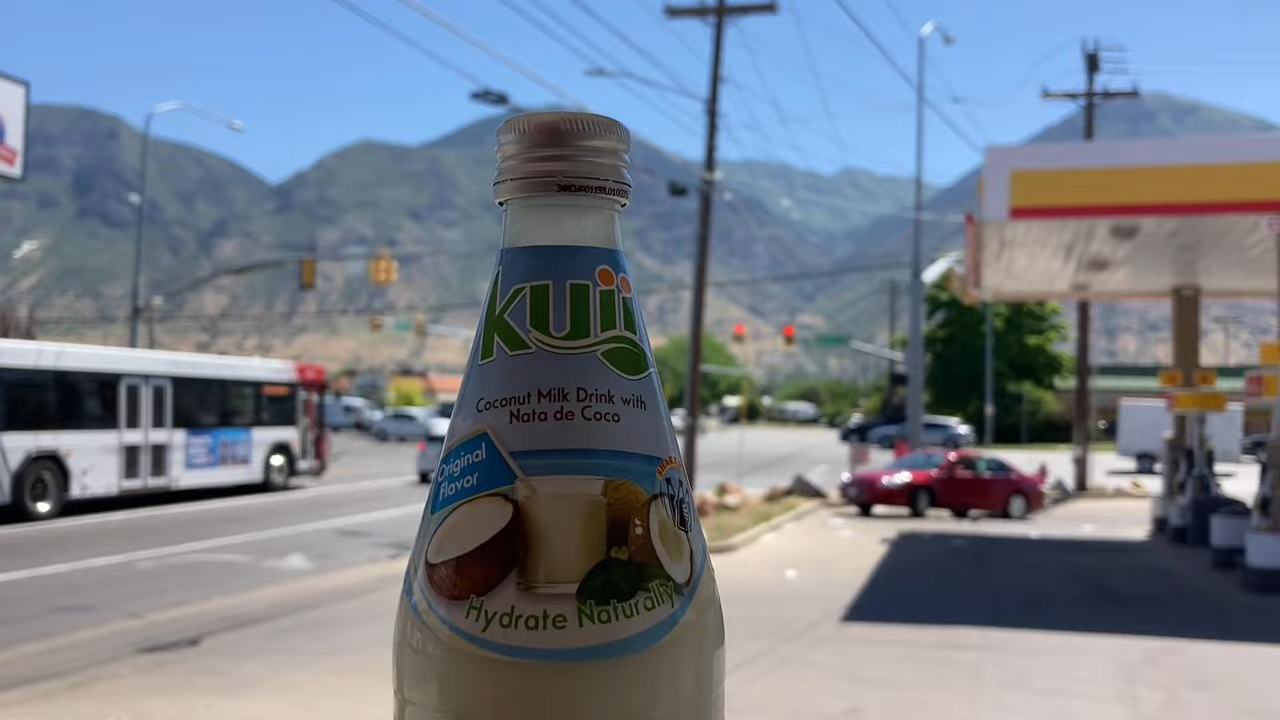 kuii
Coconut Milk Drink with
Nata de Coco
Original
Flavor
Hydrate Naturally